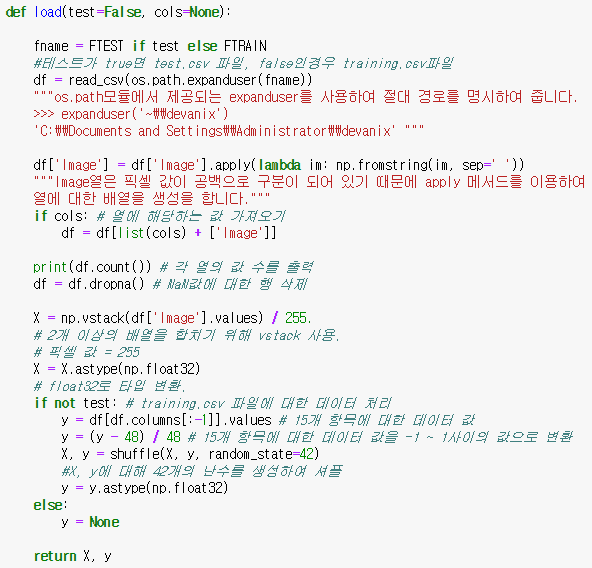 def load(test=False, cols=None):
    fname = FTEST if test else FTRAIN
    #테스트가 true면 test.csv 파일, false인경우 training.csv파일
    df = read_csv(os.path.expanduser(fname))
    """os.path모듈에서 제공되는 expanduser를 사용하여 절대 경로를 명시하여 줍니다.
    >>> expanduser('~₩₩devanix')
    'C:₩₩Documents and Settings₩₩Administrator₩₩devanix' """
    df['Image'] = df['Image'].apply(lambda im: np.fromstring(im, sep=' '))
    """Image열은 픽셀 값이 공백으로 구분이 되어 있기 때문에 apply 메서드를 이용하여
    열에 대한 배열을 생성을 합니다."""
    if cols: # 열에 해당하는 값 가져오기
        df = df[list(cols) + ['Image']]
    print(df.count()) # 각 열의 값 수를 출력
    df = df.dropna() # NaN값에 대한 행 삭제
    X = np.vstack(df['Image'].values) / 255.
    # 2개 이상의 배열을 합치기 위해 vstack 사용.
    # 픽셀 값 = 255
    X = X.astype(np.float32)
    # float32로 타입 변환.
    if not test: # training.csv 파일에 대한 데이터 처리
        y = df[df.columns[:-1]].values # 15개 항목에 대한 데이터 값
        y = (y - 48) / 48 # 15개 항목에 대한 데이터 값을 -1 ~ 1사이의 값으로 변환
        X, y = shuffle(X, y, random_state=42)
        #X, y에 대해 42개의 난수를 생성하여 셔플
        y = y.astype(np.float32)
    else:
        y = None
    return X, y